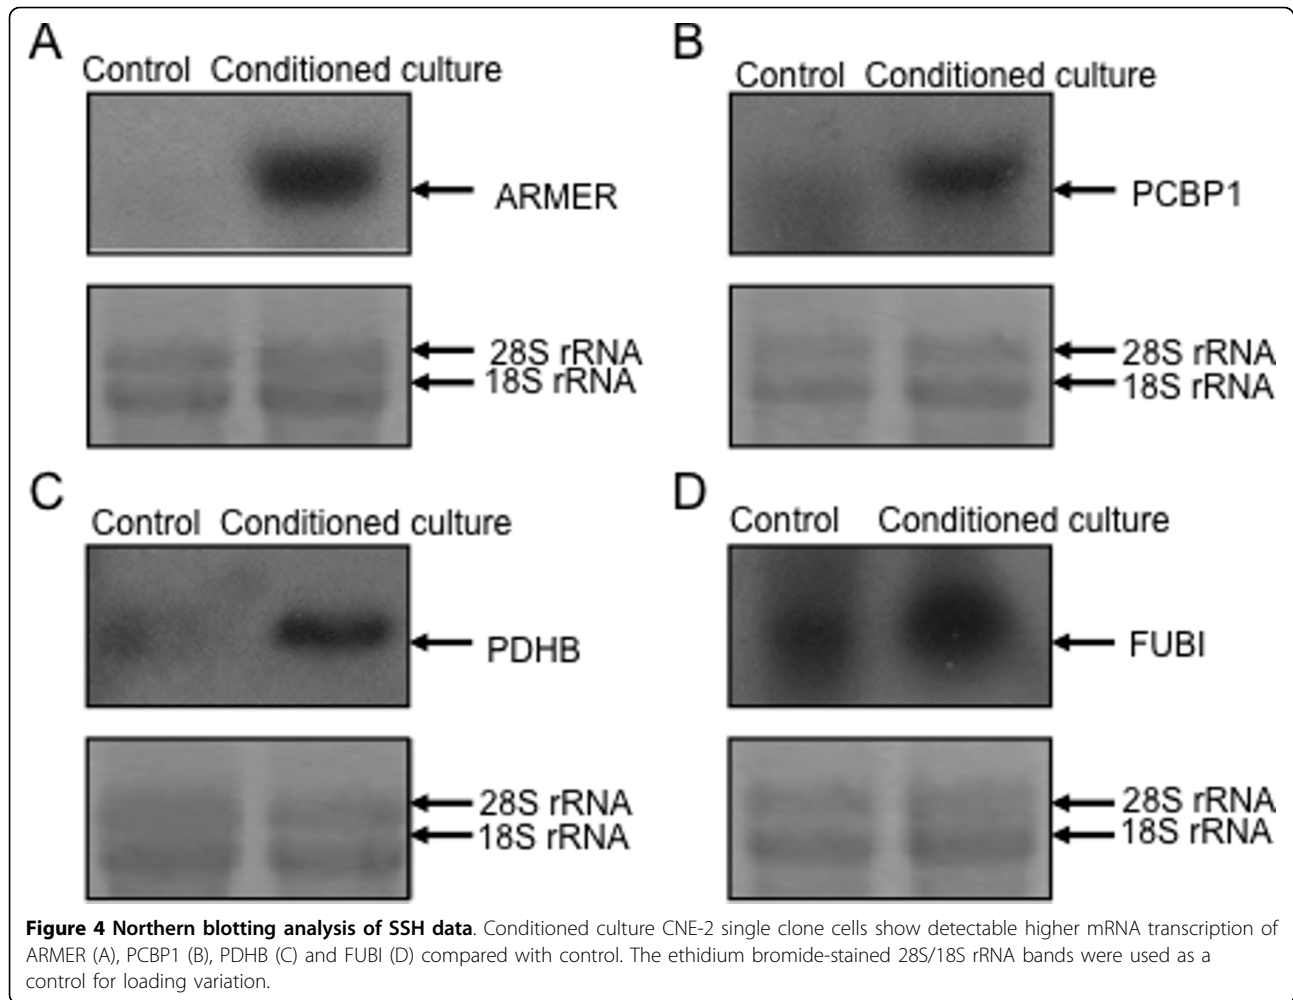 A
Control Conditioned culture
ARMER
28S rRNA
18S rRNA
B
Control Conditioned culture
PCBP1
28S rRNA
18S rRNA
C
Control Conditioned culture
PDHB
28S rRNA
18S rRNA
D
Control Conditioned culture
FUBI
28S rRNA
18S rRNA
Figure 4 Northern blotting analysis of SSH data. Conditioned culture CNE-2 single clone cells show detectable higher mRNA transcription of
ARMER (A), PCBP1 (B), PDHB (C) and FUBI (D) compared with control. The ethidium bromide-stained 28S/18S rRNA bands were used as a
control for loading variation.